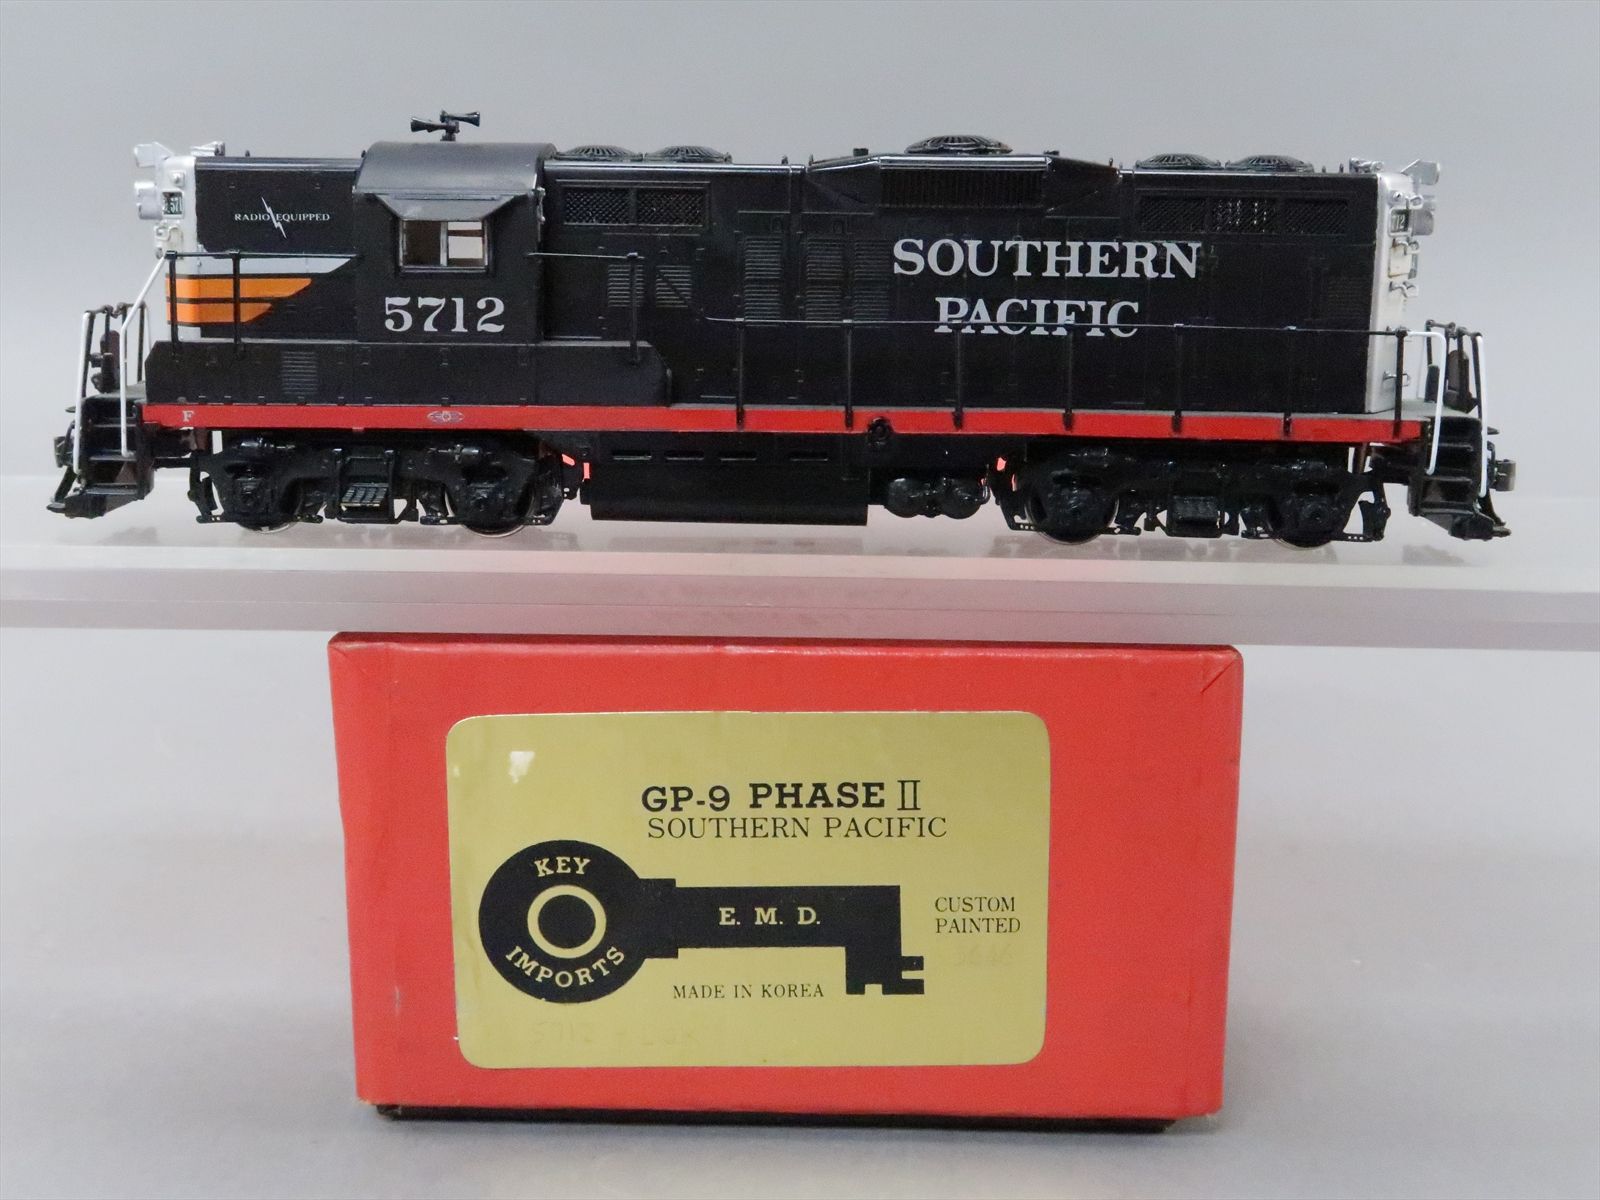 RADIO EQUIPPED
5712
SOUTHERN
PACIFIC
F
GP-9 PHASE II
SOUTHERN PACIFIC
KEY
IMPORTS
E. M. D.
CUSTOM
PAINTED
MADE IN KOREA